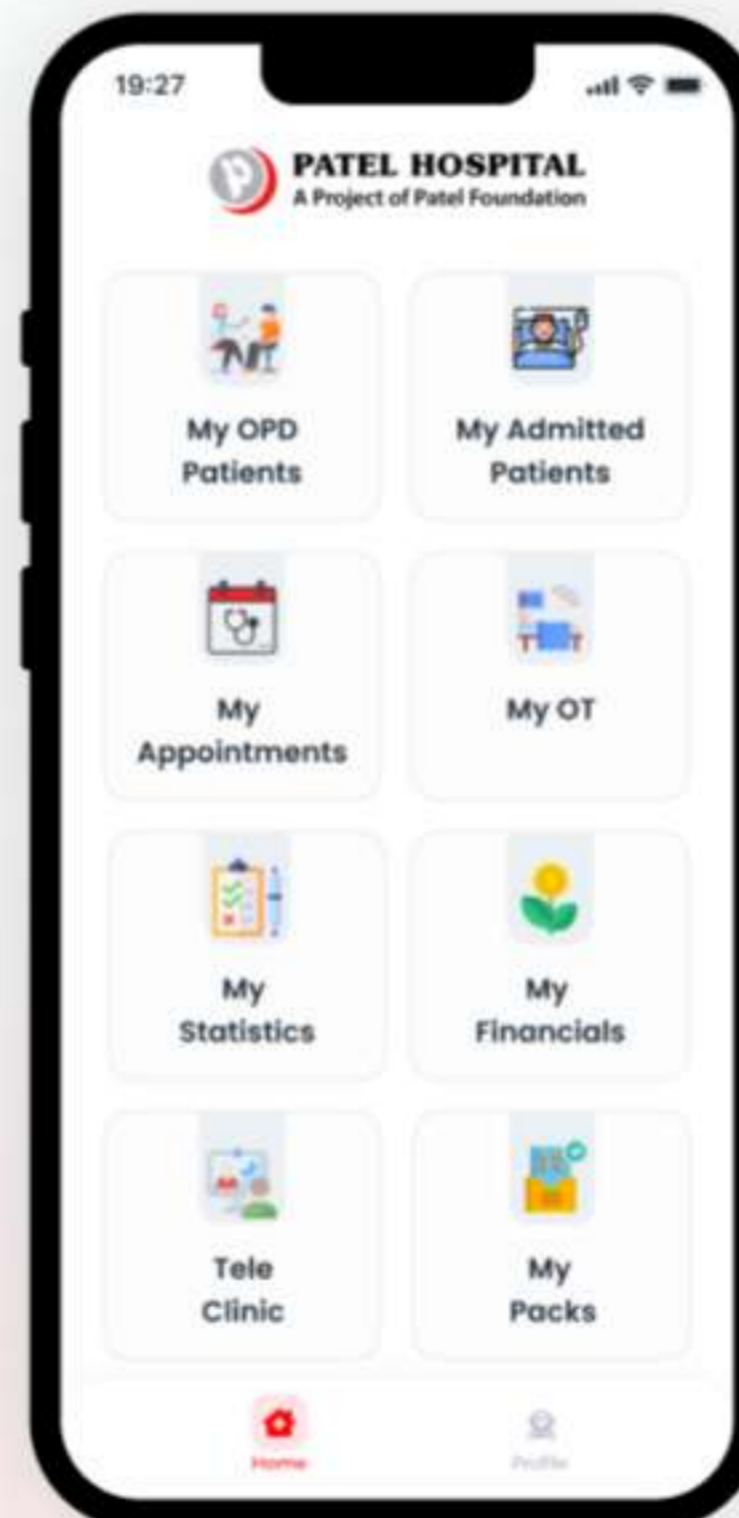 19:27
PATEL HOSPITAL
A Project of Patel Foundation
My OPD
Patients
My Admitted
Patients
My
Appointments
My OT
My
Statistics
My
Financials
Tele
Clinic
My
Packs
Home
Profile